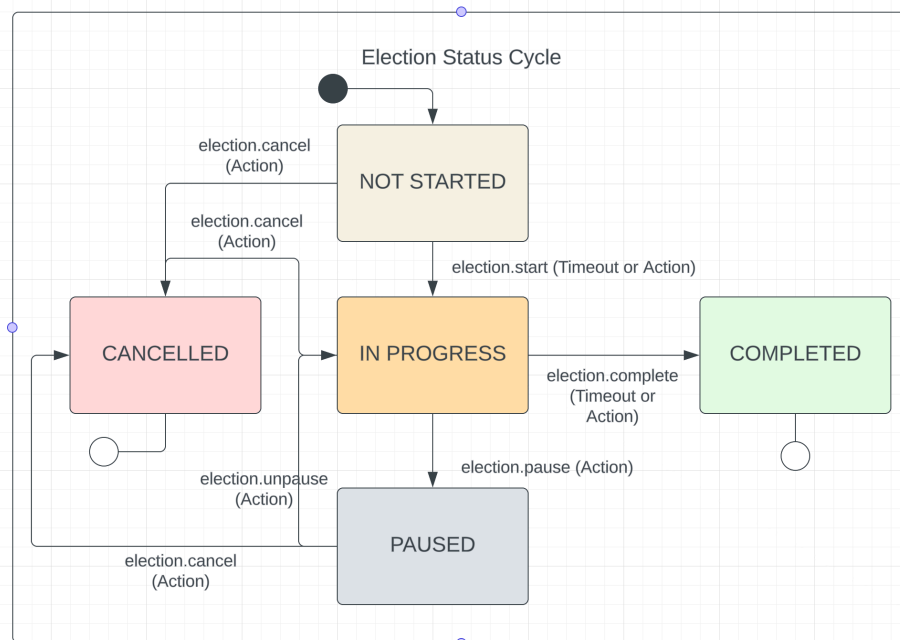 Election Status Cycle
election.cancel
(Action)
NOT STARTED
election.cancel
(Action)
election.start (Timeout or Action)
CANCELLED
IN PROGRESS
COMPLETED
election.complete
(Timeout or
Action)
election.unpause
(Action)
election.pause (Action)
PAUSED
election.cancel
(Action)